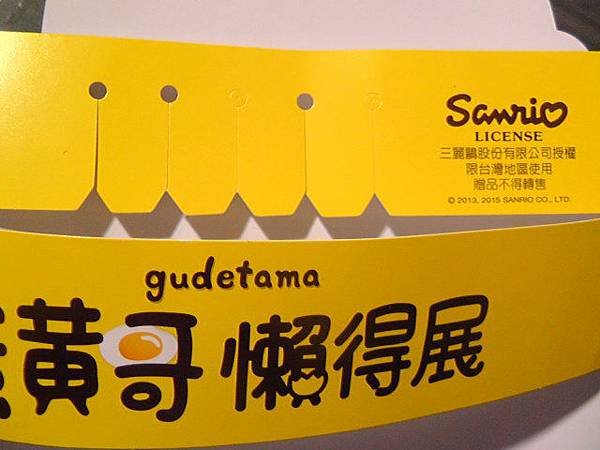 Sanrio
LICENSE
三麗鷗股份有限公司授權
限台灣地區使用
贈品不得轉售
© 2013, 2015 SANRIO CO., LTD.
gudetama
黃哥懶得展